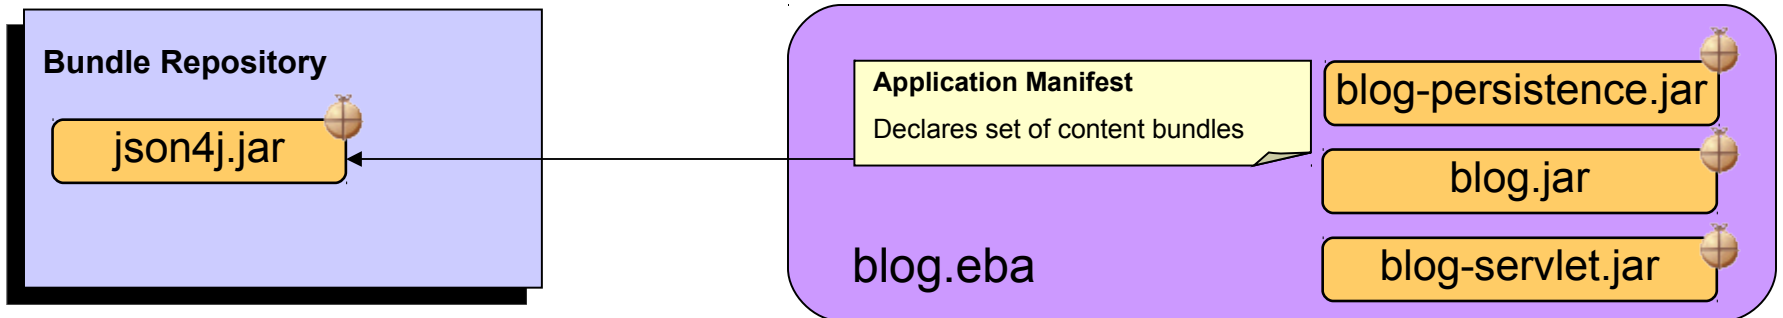 Bundle Repository
json4j.jar
Application Manifest
Declares set of content bundles
blog.eba
blog-persistence.jar
blog.jar
blog-servlet.jar